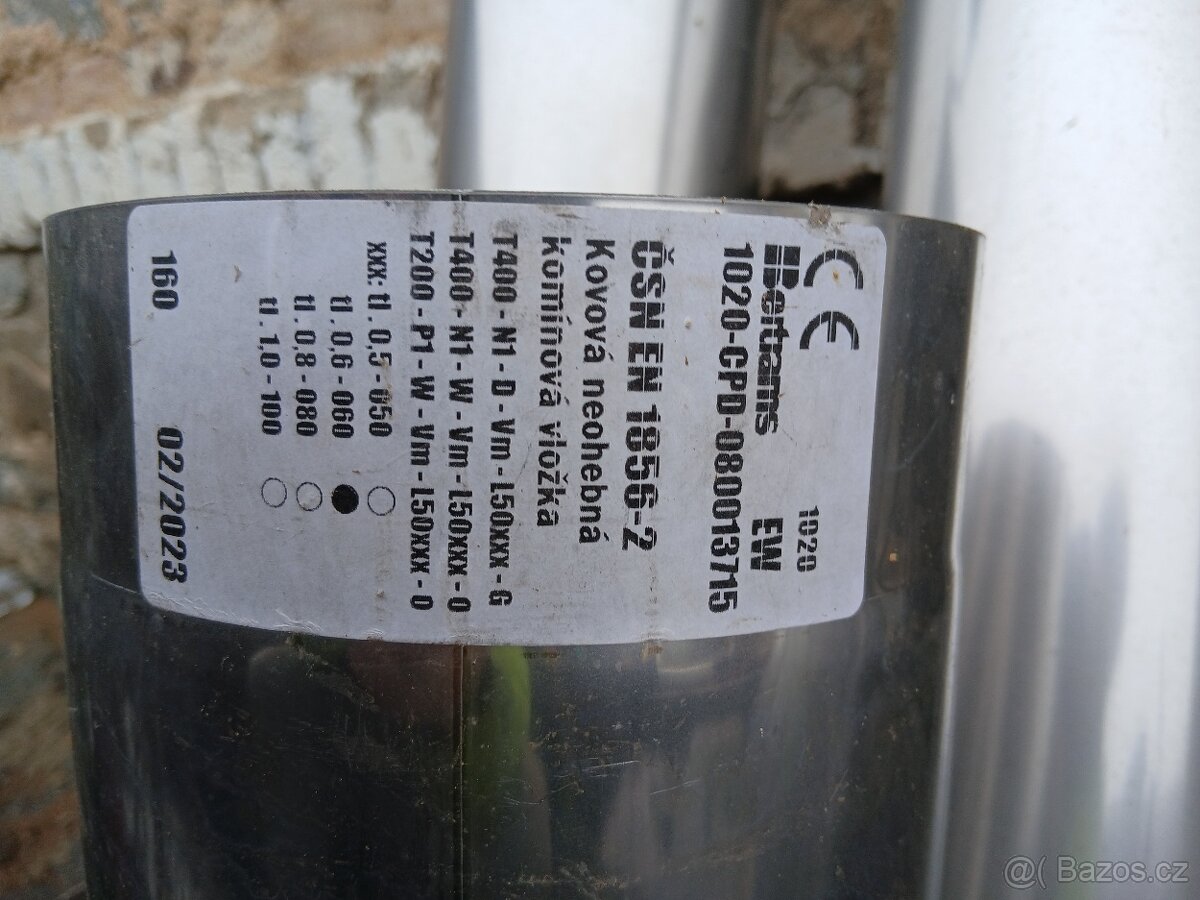 CE 1020
Bertrams EW
1020-CPD-080013715
ČSN EN 1856-2
Kovová neohebná
komínová vložka
T400 - N1 - D - Vm - L50xxx - G
T400 - N1 - W - Vm - L50xxx - O
T200 - P1 - W - Vm - L50xxx - O
xxx: tl. 0,5 - 050
tl. 0,6 - 060
tl. 0,8 - 080
tl. 1,0 - 100
160 02/2023
@( Bazos.cz